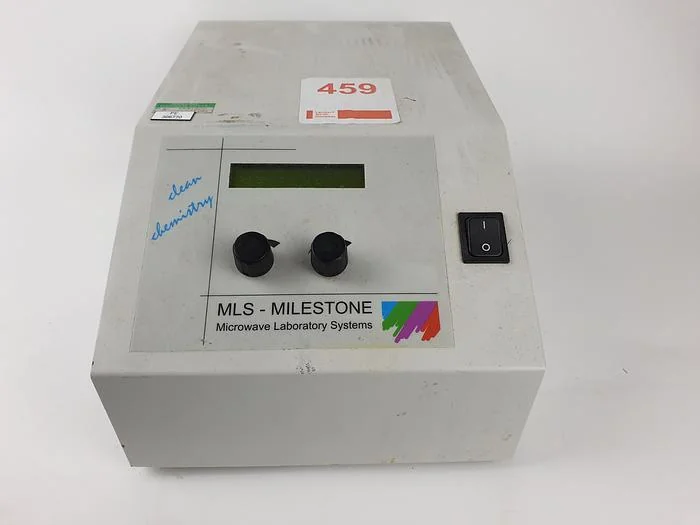 459
clean
chemistry
MLS - MILESTONE
Microwave Laboratory Systems
I
O